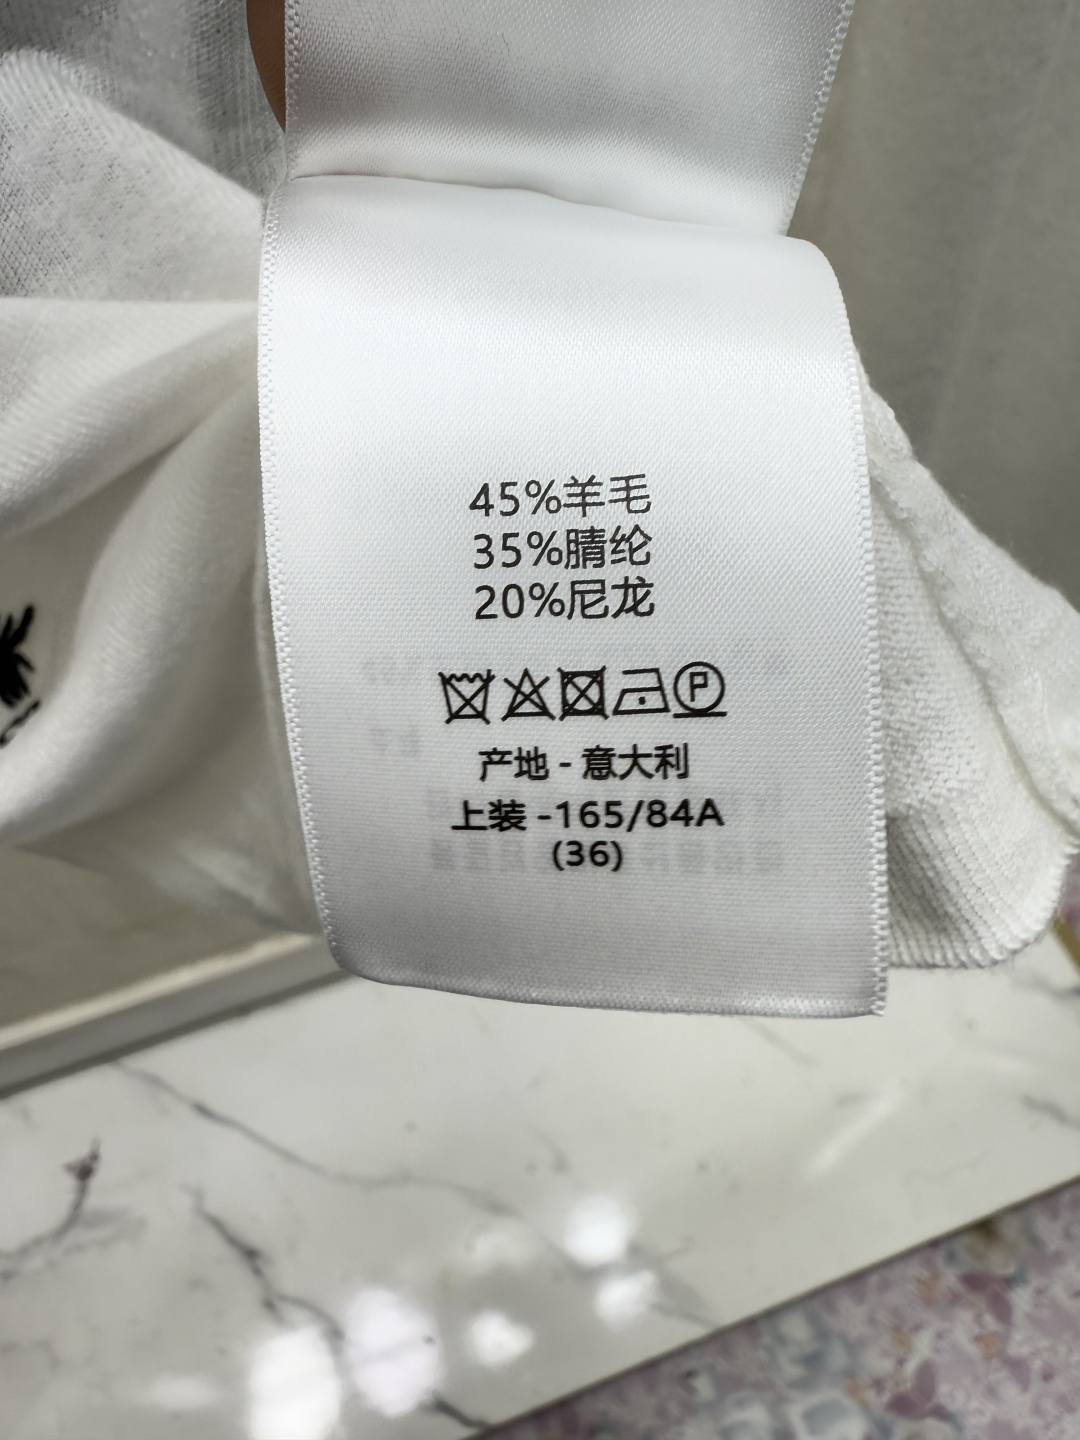 45%羊毛
35%腈纶
20%尼龙
P
产地 - 意大利
上装 -165/84A
(36)